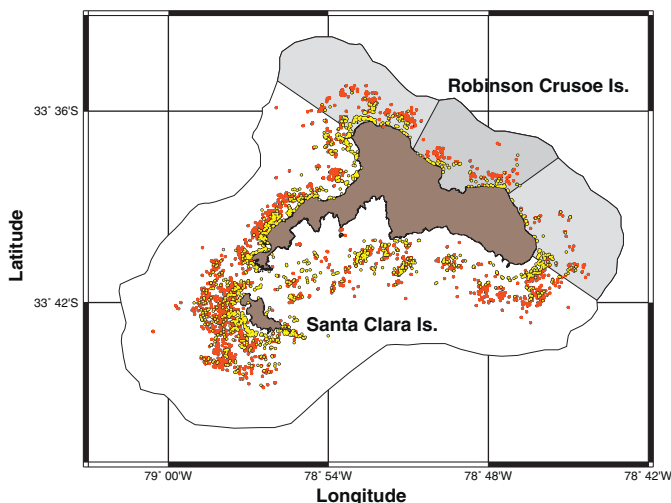 Robinson Crusoe Is.
33° 36'S
Latitude
33° 42'S
Santa Clara Is.
79° 00'W
78° 54'W
78° 48'W
78° 42'W
Longitude